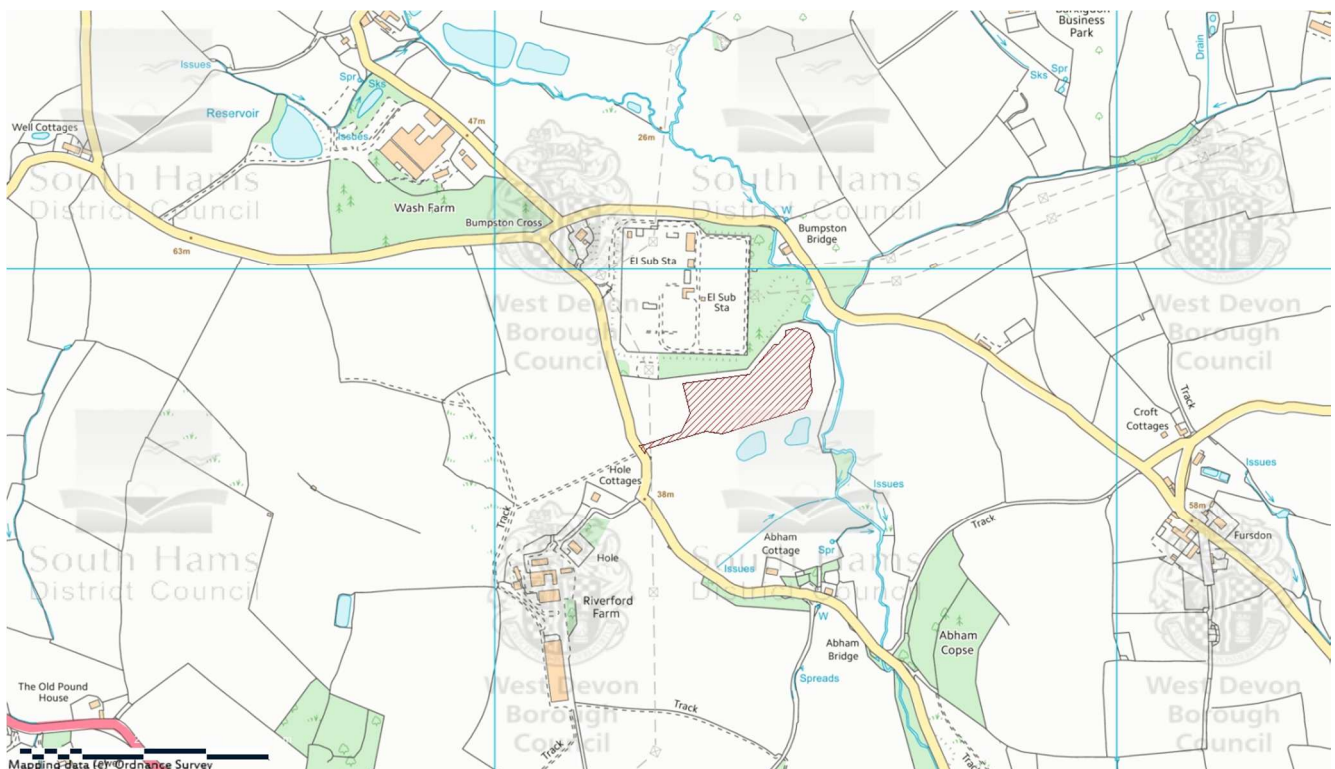 Barkigdon
Business
Park
Issues
Spr
Sks
Reservoir
Issues
47m
Well Cottages
26m
Sks
Spr
Drain
South Hams
District Council
South Hams
District Council
Wash Farm
Bumpston Cross
W
Bumpston
Bridge
63m
El Sub Sta
El Sub
Sta
West Devon
Borough
Council
West Devon
Borough
Council
Track
Croft
Cottages
Issues
Hole
Cottages
38m
Issues
Track
Track
58m
Fursdon
Abham
Cottage
Spr
Issues
Hole
South Hams
District Council
South Hams
District Council
Riverford
Farm
W
Abham
Bridge
Abham
Copse
Spreads
The Old Pound
House
West Devon
Borough
Council
West Devon
Borough
Council
Track
Track
Mapping data (c) Ordnance Survey